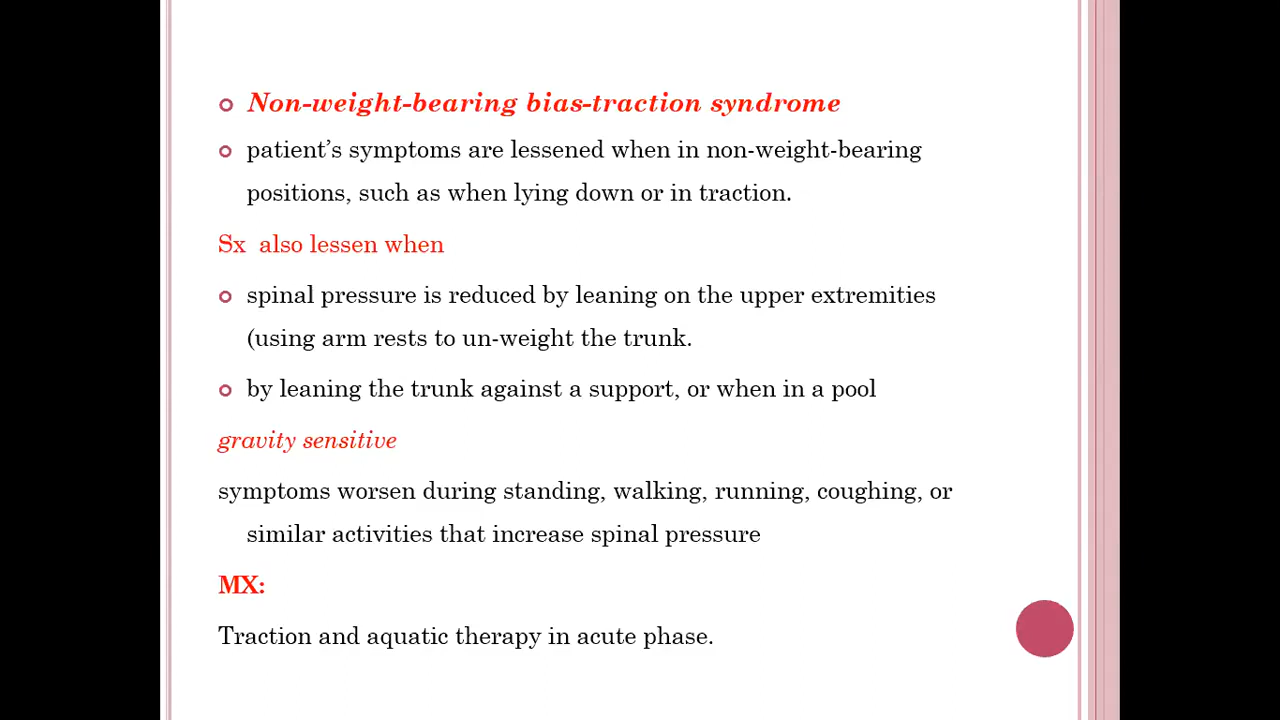 Non-weight-bearing bias-traction syndrome
patient’s symptoms are lessened when in non-weight-bearing
positions, such as when lying down or in traction.
Sx  also lessen when
spinal pressure is reduced by leaning on the upper extremities
(using arm rests to un-weight the trunk.
by leaning the trunk against a support, or when in a pool
gravity sensitive
symptoms worsen during standing, walking, running, coughing, or
similar activities that increase spinal pressure
MX:
Traction and aquatic therapy in acute phase.